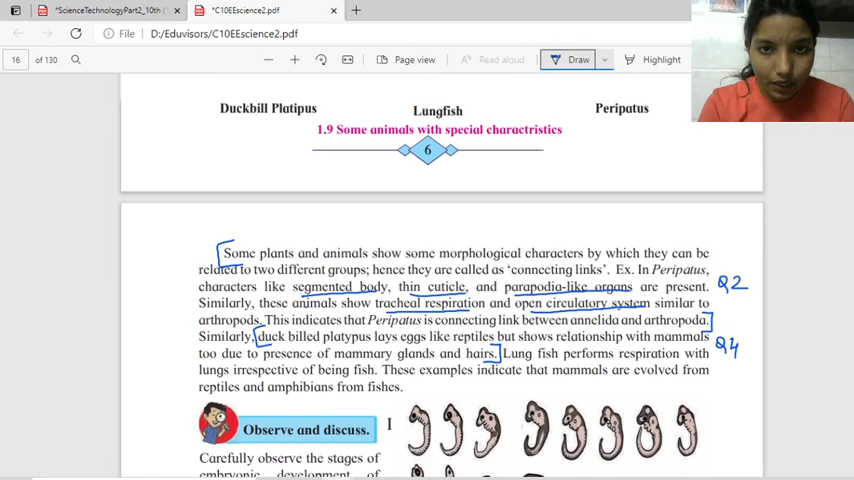 *ScienceTechnologyPart2_10th (
*C10EEscience2.pdf
File
D:/Eduvisors/C10EEscience2.pdf
16 of 130
Page view
Read aloud
Draw
Highlight
Duckbill Platipus
Lungfish
Peripatus
1.9 Some animals with special charactristics
6
Some plants and animals show some morphological characters by which they can be
related to two different groups; hence they are called as ‘connecting links’. Ex. In Peripatus,
characters like segmented body, thin cuticle, and parapodia-like organs are present.
Q2
Similarly, these animals show tracheal respiration and open circulatory system similar to
arthropods. This indicates that Peripatus is connecting link between annelida and arthropoda.
Similarly, duck billed platypus lays eggs like reptiles but shows relationship with mammals
Q4
too due to presence of mammary glands and hairs. Lung fish performs respiration with
lungs irrespective of being fish. These examples indicate that mammals are evolved from
reptiles and amphibians from fishes.
Observe and discuss.
Carefully observe the stages of
embryonic development of